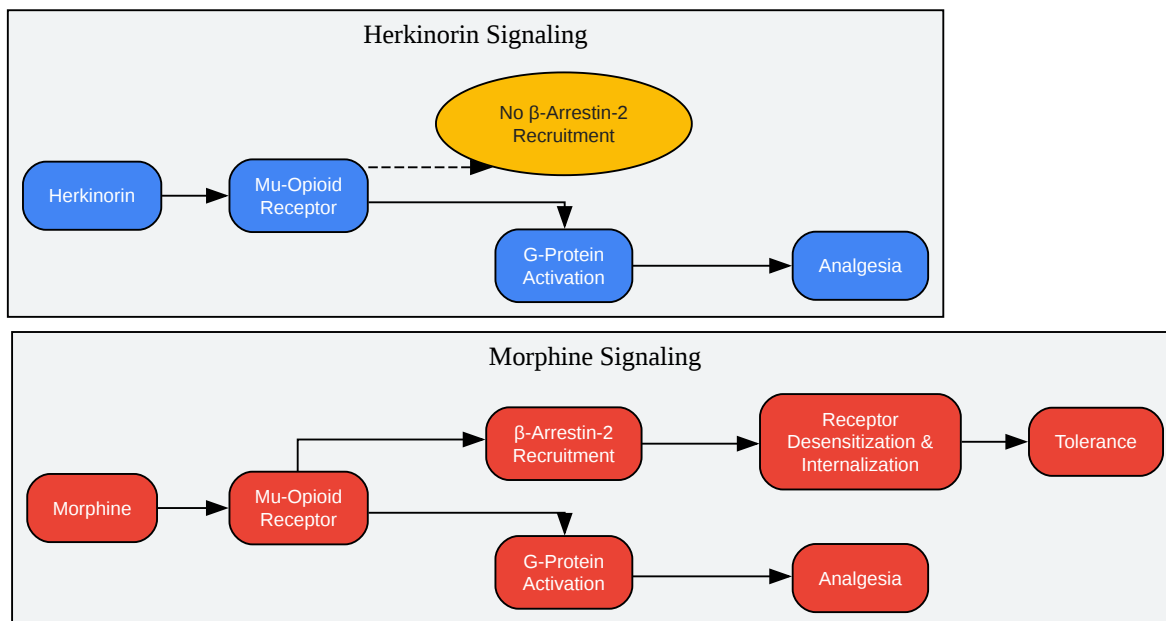 Herkinorin Signaling
No β-Arrestin-2
Recruitment
Herkinorin
Mu-Opioid
Receptor
G-Protein
Activation
Analgesia
Morphine Signaling
β-Arrestin-2
Recruitment
Receptor
Desensitization &
Internalization
Tolerance
Morphine
Mu-Opioid
Receptor
G-Protein
Activation
Analgesia